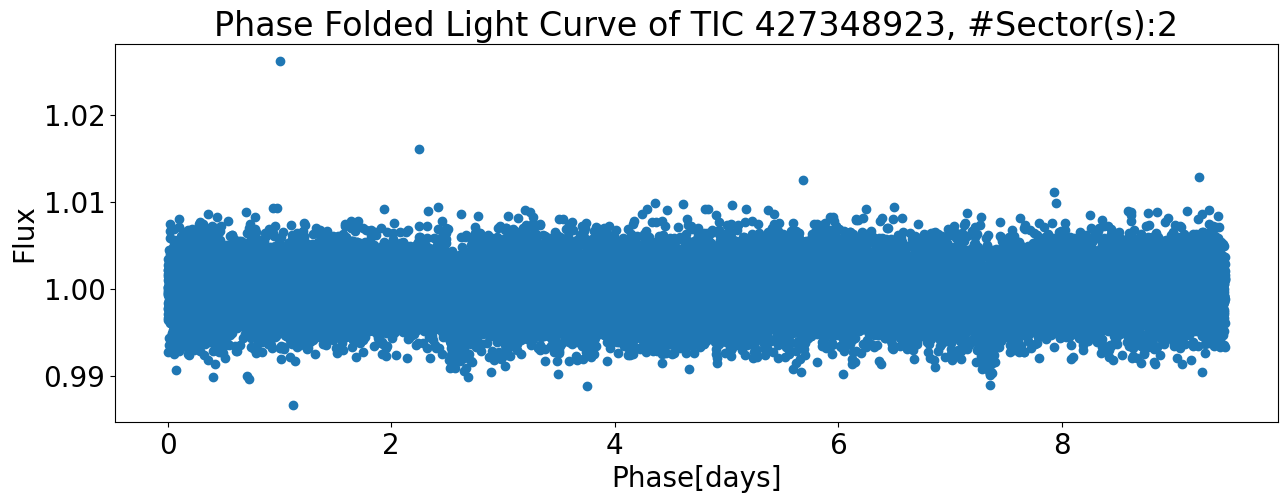 Phase Folded Light Curve of TIC 427348923, #Sector(s):2
Flux
1.02
1.01
1.00
0.99
0 2 4 6 8
Phase[days]